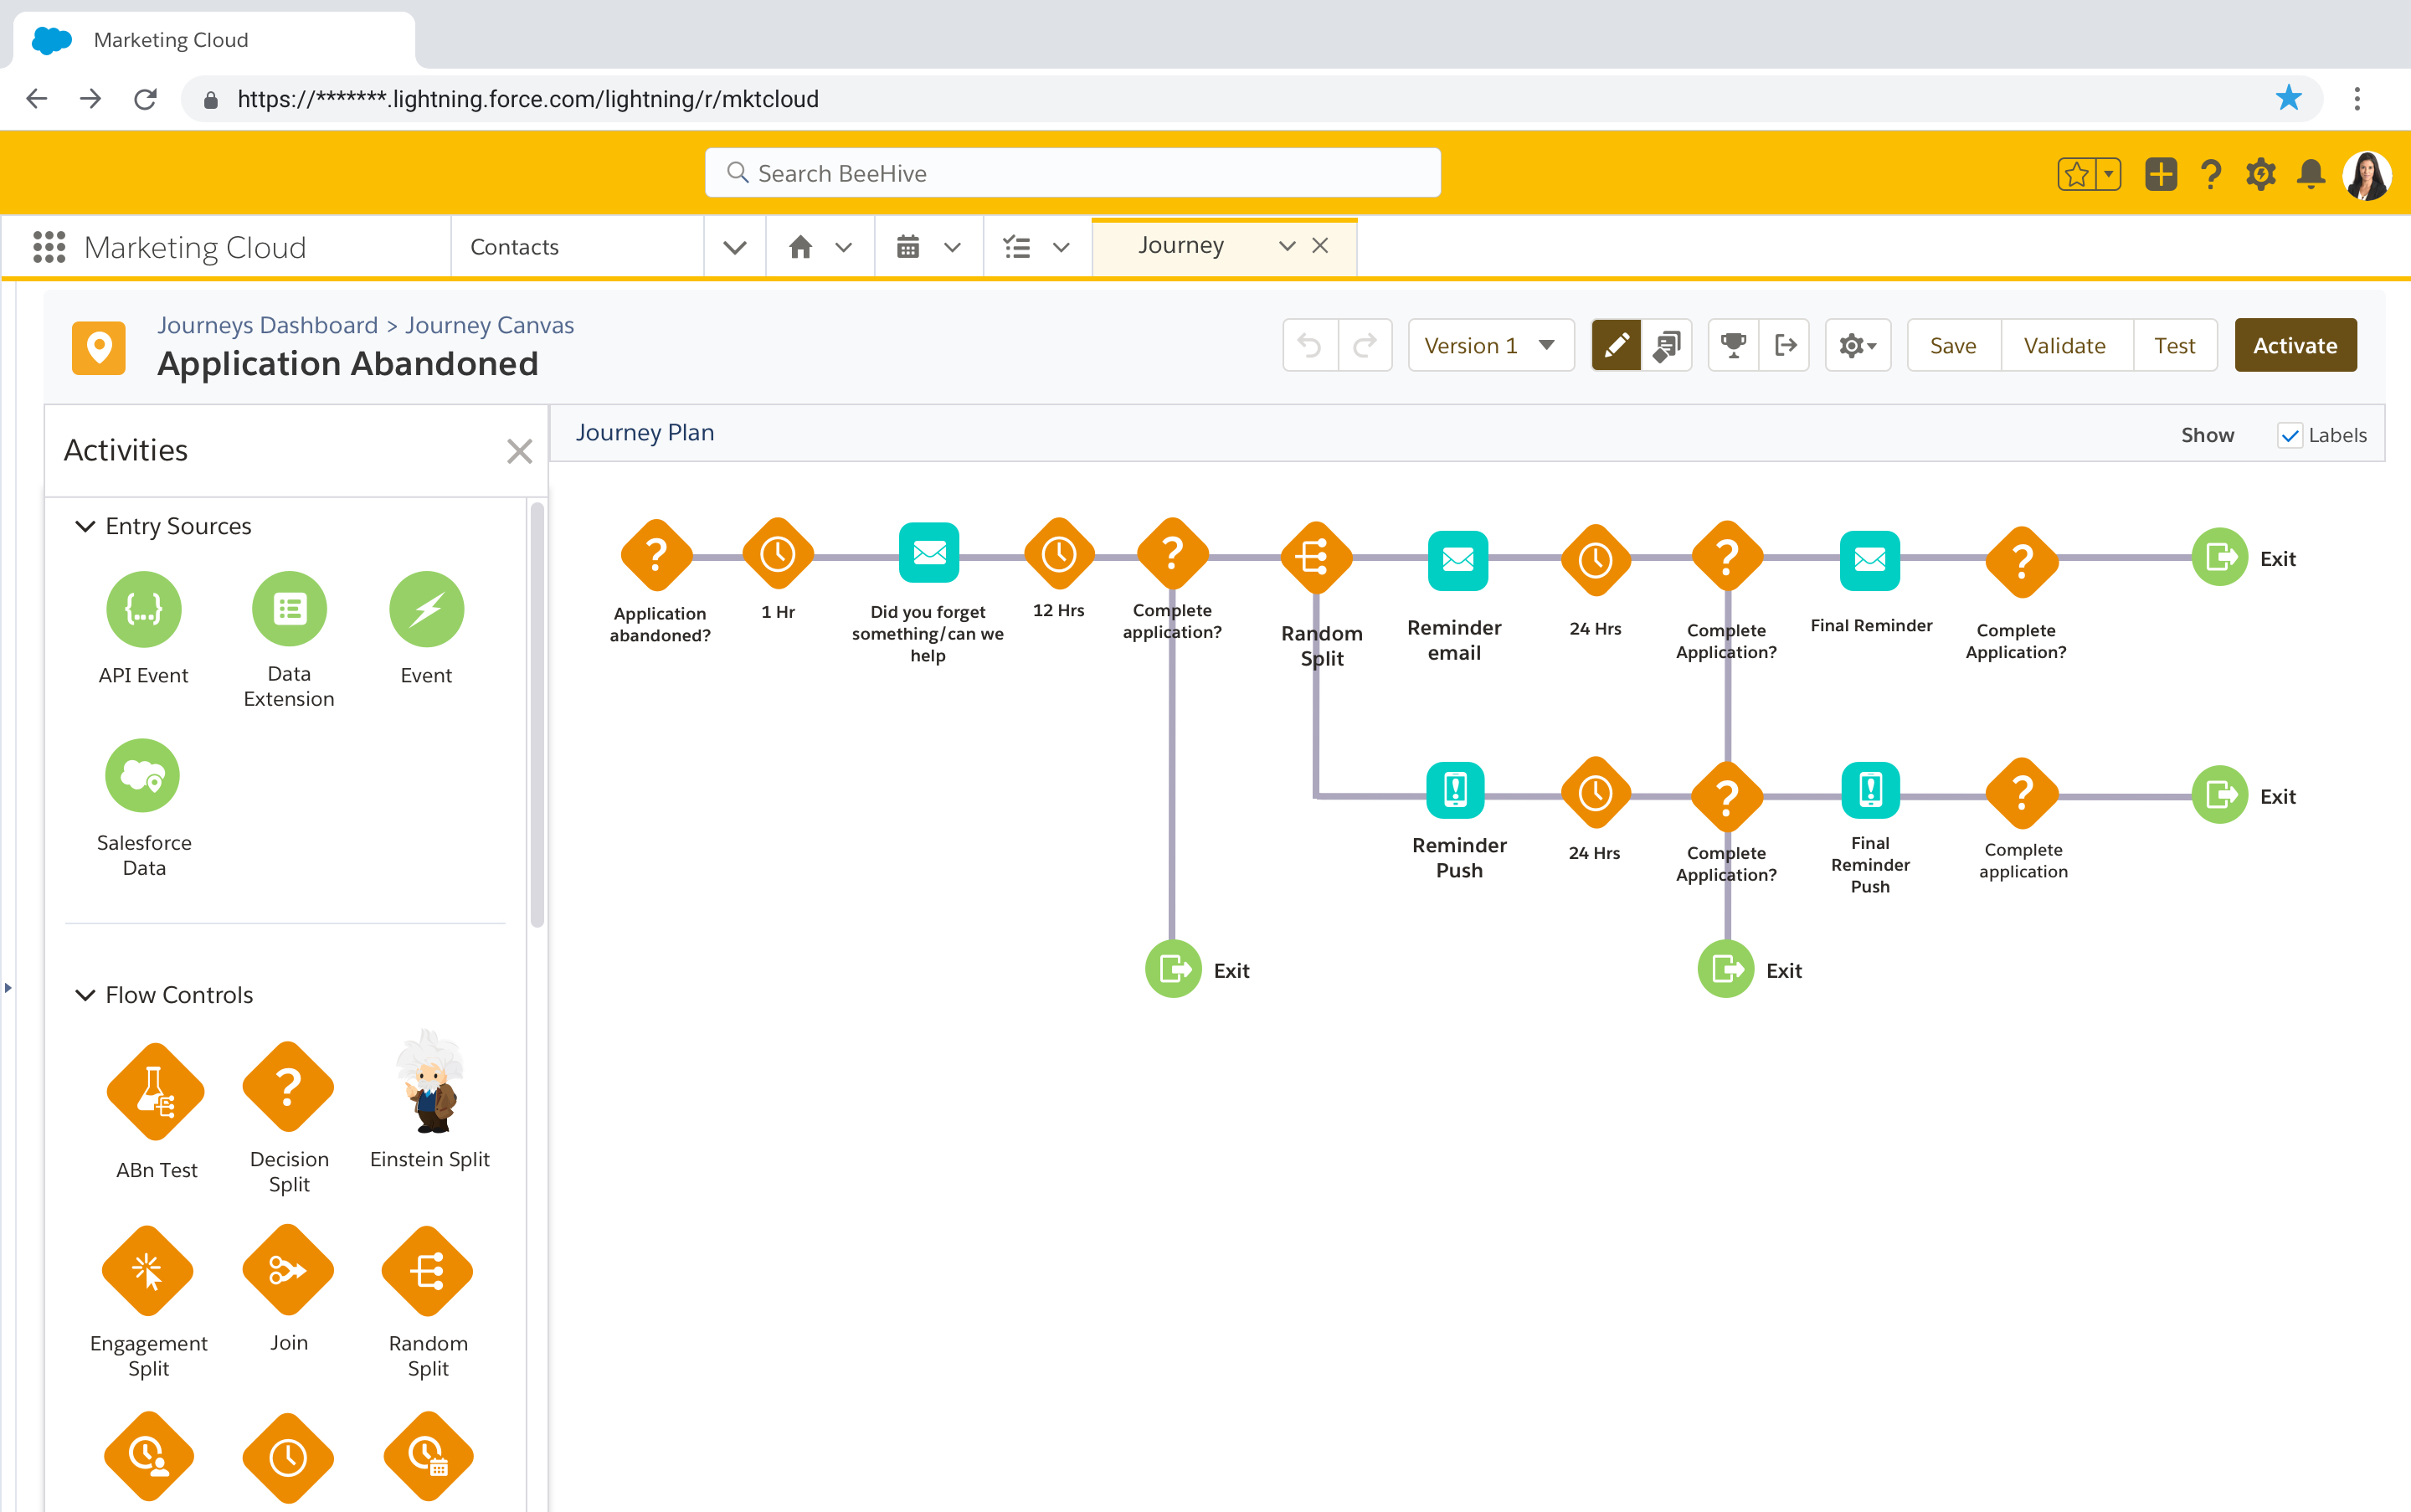 Marketing Cloud
https://*******.lightning.force.com/lightning/r/mktcloud
Search BeeHive
Marketing Cloud
Contacts
Journey
Journeys Dashboard > Journey Canvas
Application Abandoned
Version 1
Save
Validate
Test
Activate
Activities
Journey Plan
Show
Labels
Entry Sources
API Event
Data
Extension
Event
Salesforce
Data
Flow Controls
ABn Test
Decision
Split
Einstein Split
Engagement
Split
Join
Random
Split
Application
abandoned?
1 Hr
Did you forget
something/can we
help
12 Hrs
Complete
application?
Random
Split
Reminder
email
24 Hrs
Complete
Application?
Final Reminder
Complete
Application?
Exit
Reminder
Push
24 Hrs
Complete
Application?
Final
Reminder
Push
Complete
application
Exit
Exit
Exit